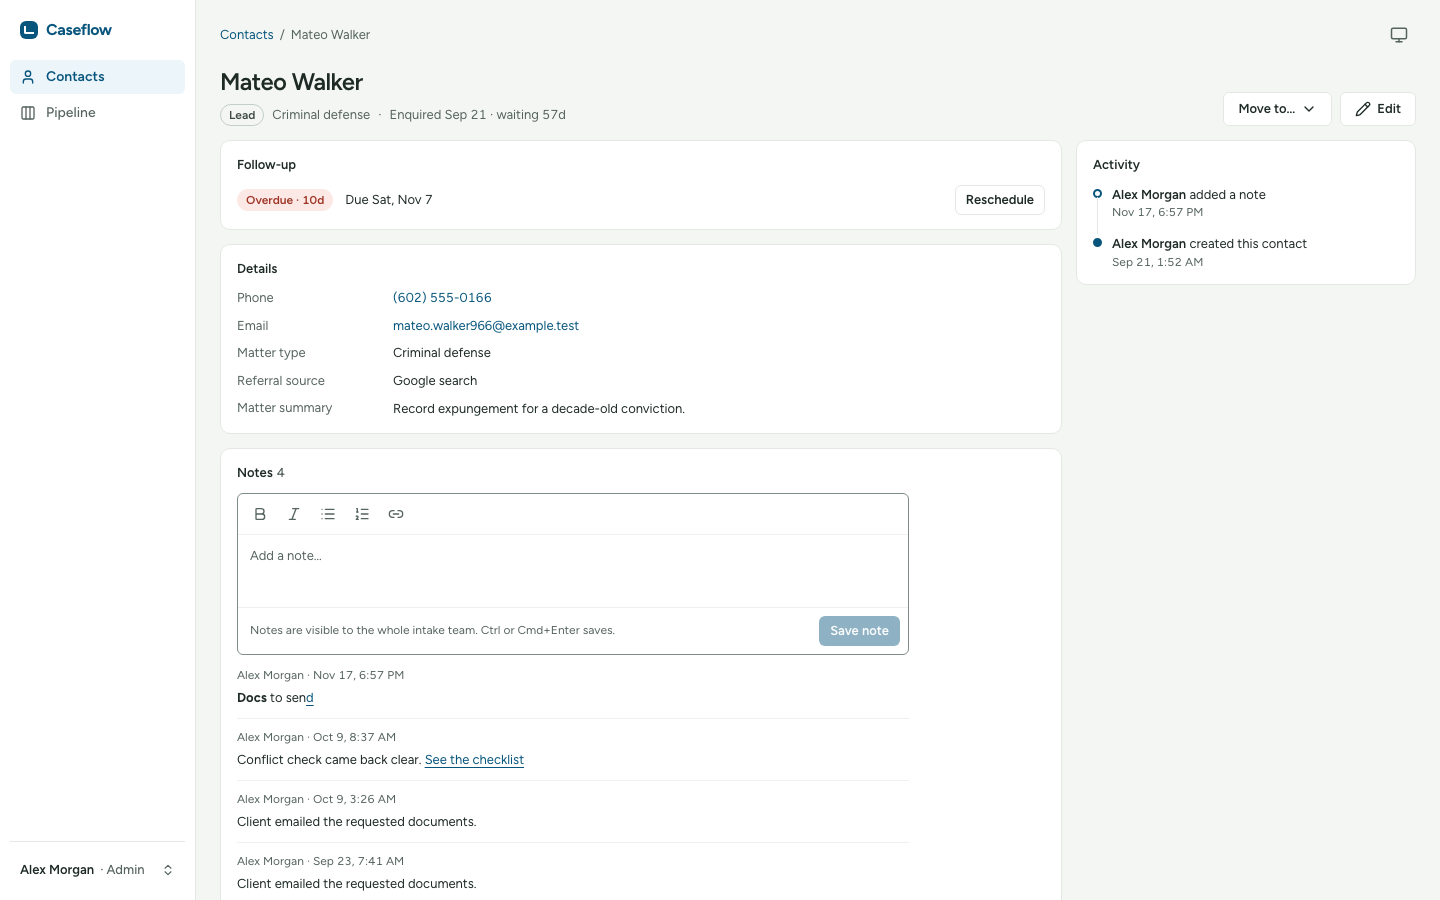 Caseflow
Contacts
Pipeline
Alex Morgan · Admin
Contacts / Mateo Walker
Mateo Walker
Lead Criminal defense · Enquired Sep 21 · waiting 57d
Move to... Edit
Follow-up
Overdue · 10d Due Sat, Nov 7 Reschedule
Details
Phone (602) 555-0166
Email mateo.walker966@example.test
Matter type Criminal defense
Referral source Google search
Matter summary Record expungement for a decade-old conviction.
Notes 4
B I
Add a note...
Notes are visible to the whole intake team. Ctrl or Cmd+Enter saves. Save note
Alex Morgan · Nov 17, 6:57 PM
Docs to send
Alex Morgan · Oct 9, 8:37 AM
Conflict check came back clear. See the checklist
Alex Morgan · Oct 9, 3:26 AM
Client emailed the requested documents.
Alex Morgan · Sep 23, 7:41 AM
Client emailed the requested documents.
Activity
Alex Morgan added a note
Nov 17, 6:57 PM
Alex Morgan created this contact
Sep 21, 1:52 AM